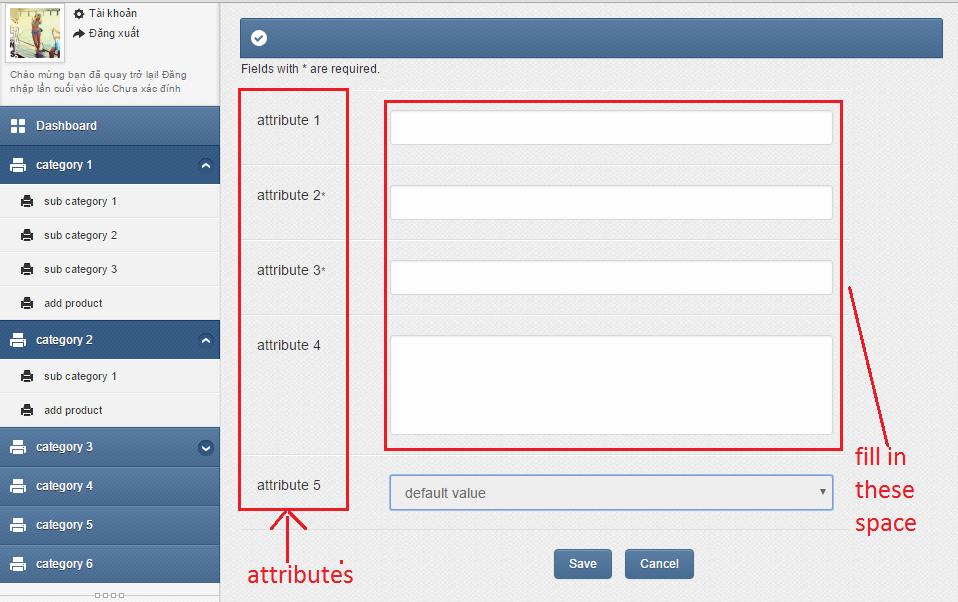 Tài khoản
Đăng xuất
Chào mừng bạn đã quay trở lại! Đăng
nhập lần cuối vào lúc Chưa xác định
Dashboard
category 1
sub category 1
sub category 2
sub category 3
add product
category 2
sub category 1
add product
category 3
category 4
category 5
category 6
Fields with * are required.
attribute 1
attribute 2*
attribute 3*
attribute 4
attribute 5
default value
Save
Cancel
attributes
fill in
these
space